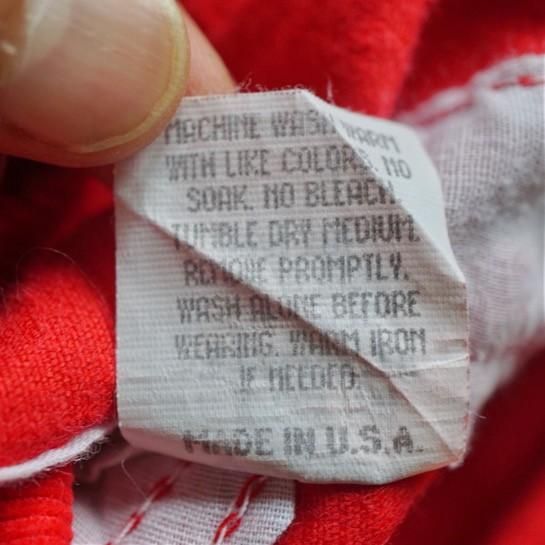 MACHINE WASH WARM
WITH LIKE COLORS. NO
SOAK. NO BLEACH.
TUMBLE DRY MEDIUM.
REMOVE PROMPTLY.
WASH ALONE BEFORE
WEARING. WARM IRON
IF NEEDED.
MADE IN U.S.A.